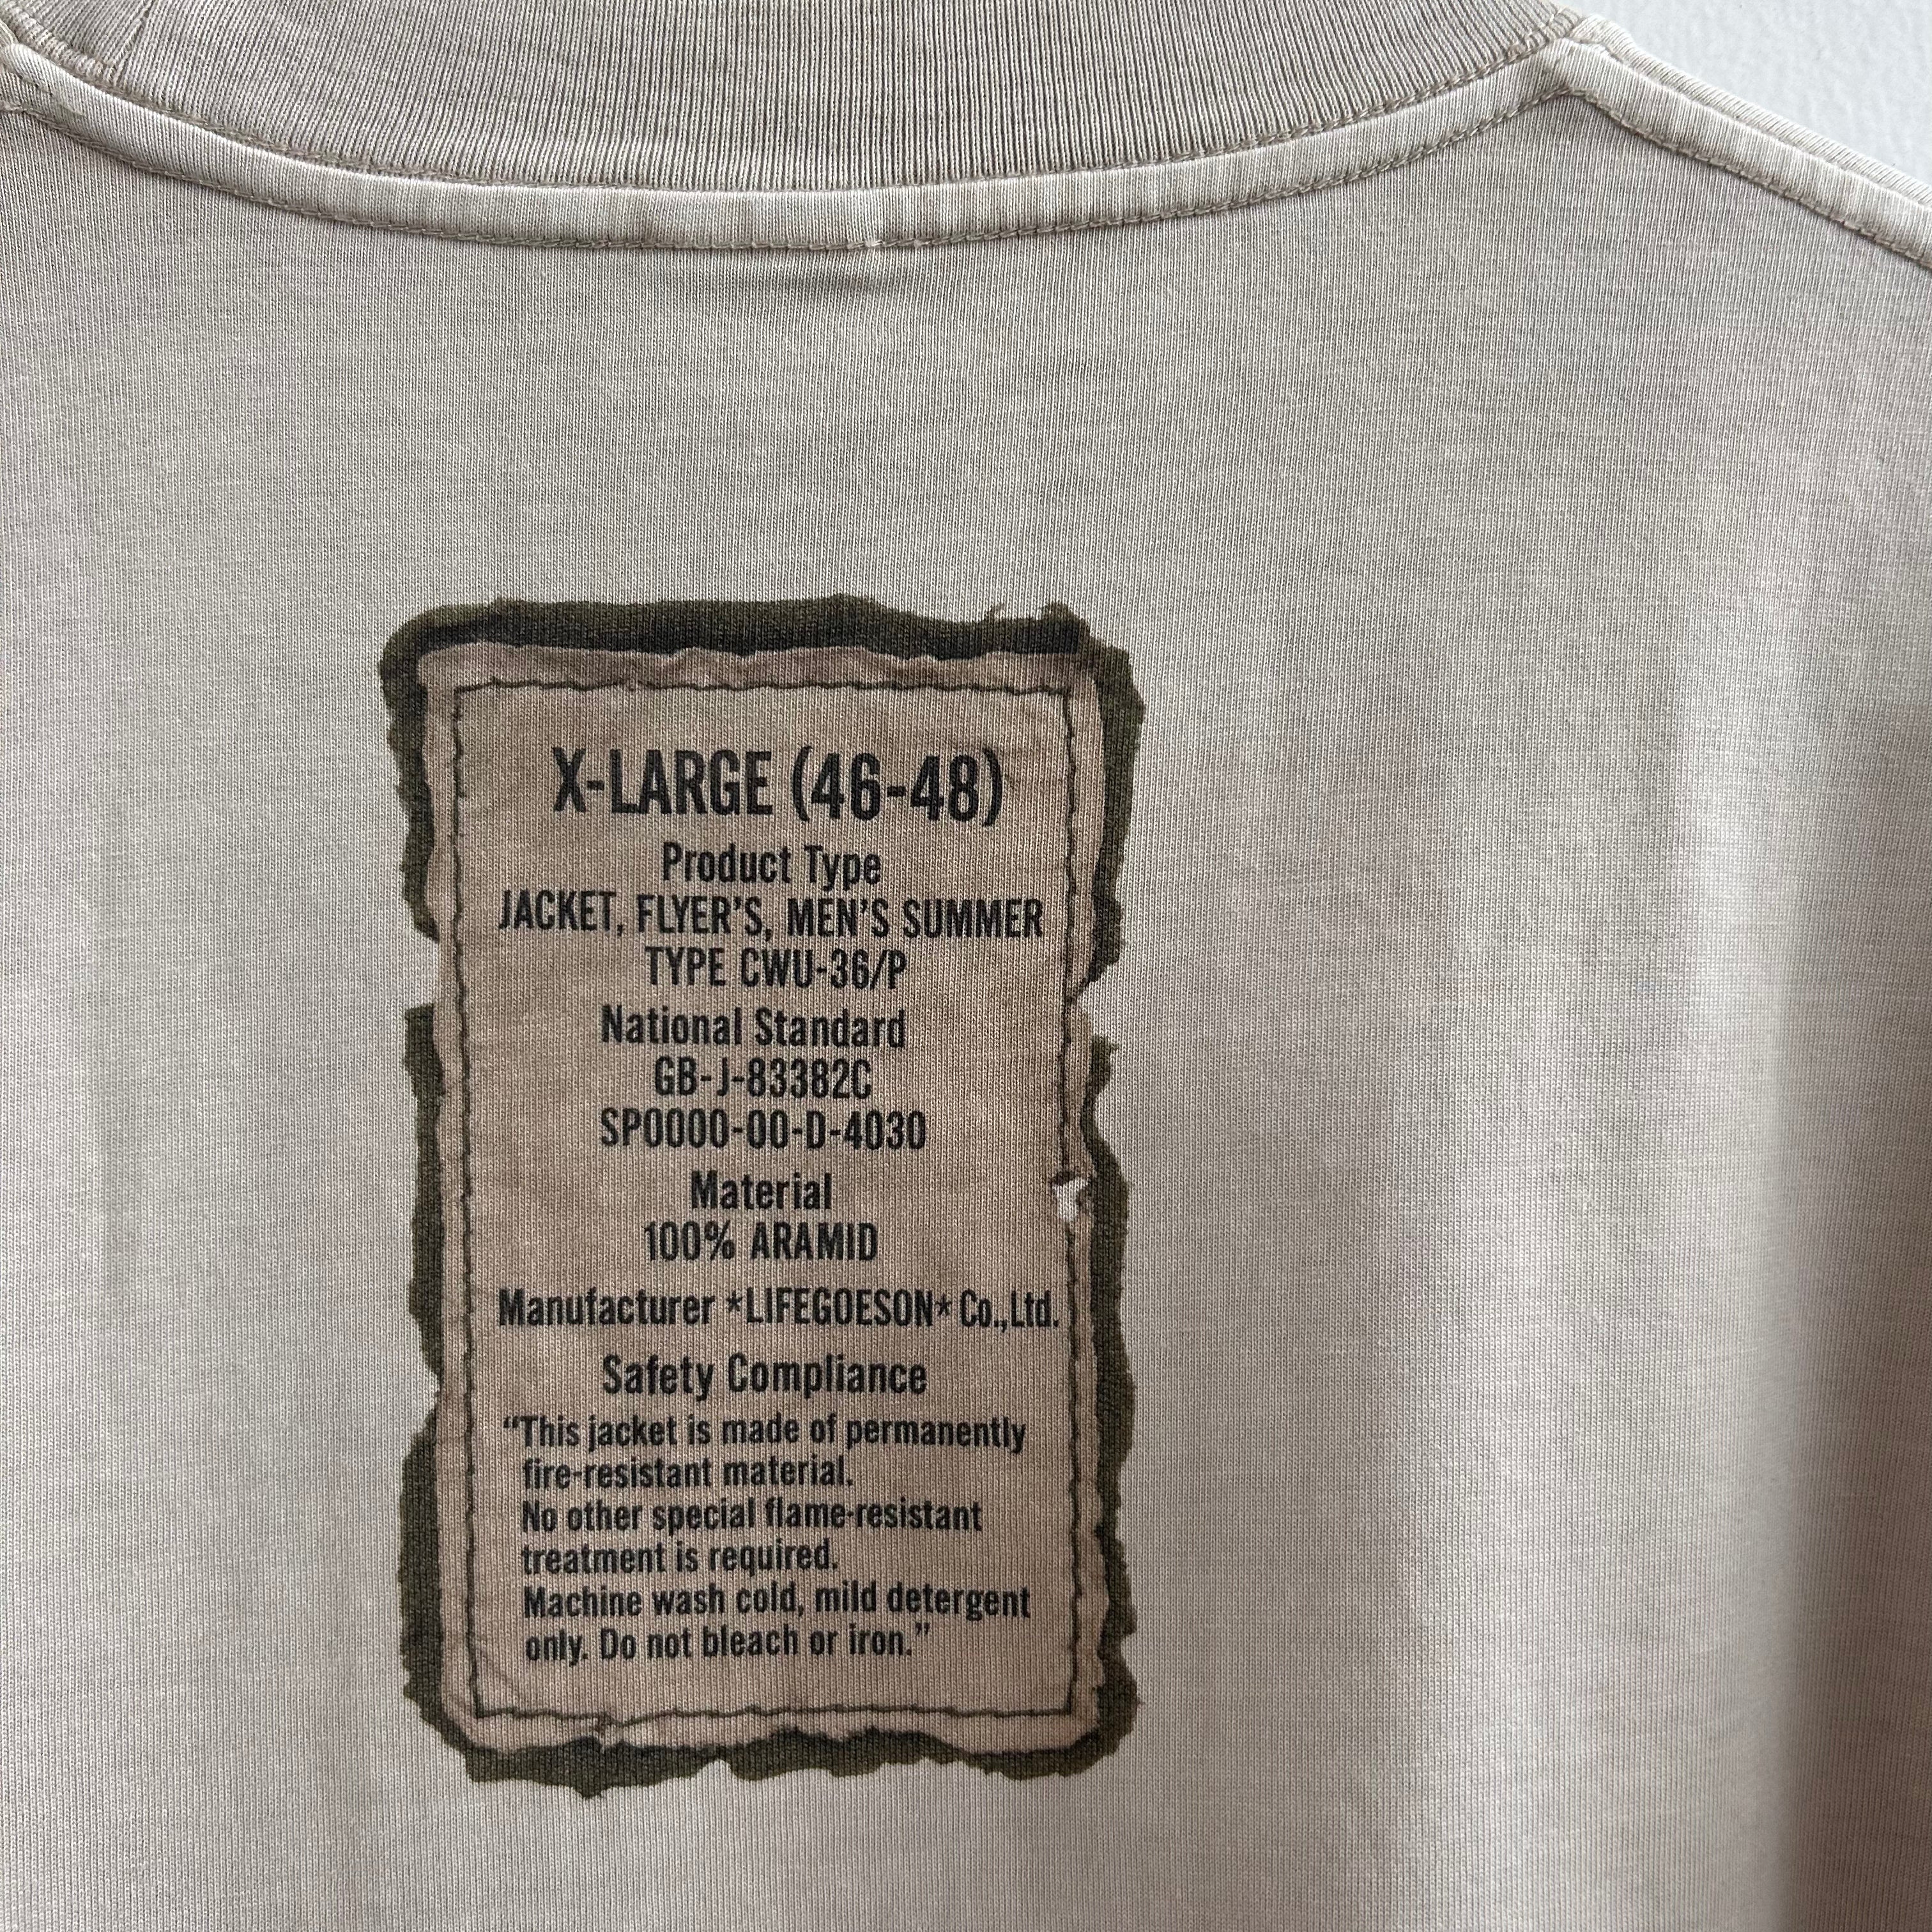 X-LARGE (46-48)
Product Type
JACKET, FLYER'S, MEN'S SUMMER
TYPE CWU-36/P
National Standard
GB-J-83382C
SP0000-00-D-4030
Material
100% ARAMID
Manufacturer *LIFEGOESON* Co.,Ltd.
Safety Compliance
“This jacket is made of permanently
fire-resistant material.
No other special flame-resistant
treatment is required.
Machine wash cold, mild detergent
only. Do not bleach or iron.”